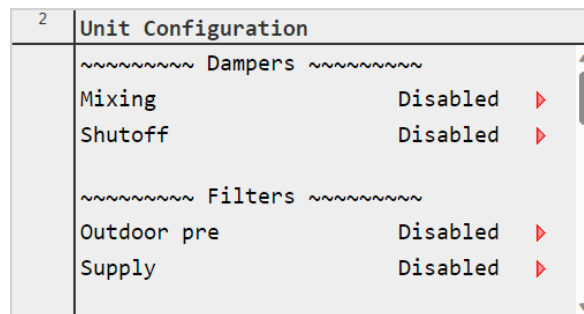 2
Unit Configuration
~~~~~~~~~ Dampers ~~~~~~~~~
Mixing Disabled
Shutoff Disabled
~~~~~~~~~ Filters ~~~~~~~~~
Outdoor pre Disabled
Supply Disabled